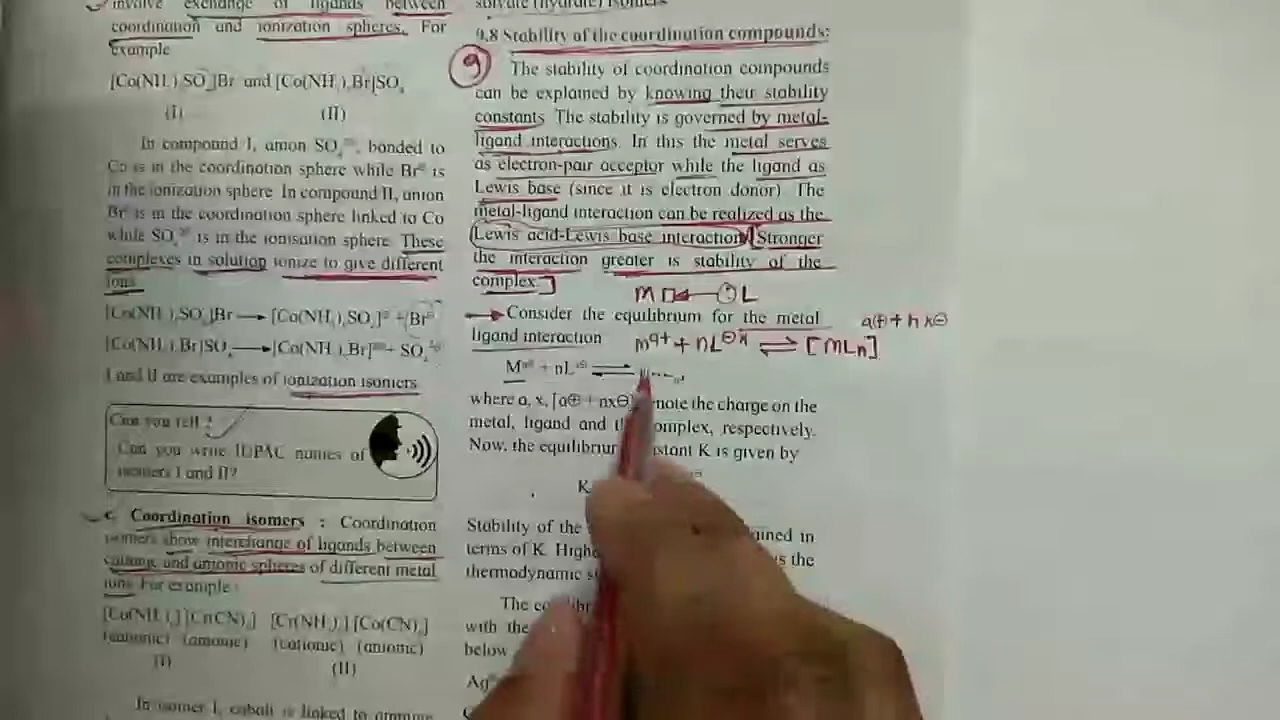 involve exchange of ligands between
coordination and ionization spheres. For
example
[Co(NH₃)₅SO₄]Br and [Co(NH₃)₅Br]SO₄
(I) (II)
In compound I, anion SO₄²⊖, bonded to
Co is in the coordination sphere while Br⊖ is
in the ionization sphere. In compound II, anion
Br⊖ is in the coordination sphere linked to Co
while SO₄²⊖ is in the ionisation sphere. These
complexes in solution ionize to give different
ions.
[Co(NH₃)₅SO₄]Br → [Co(NH₃)₅SO₄]⊕ + Br⊖
[Co(NH₃)₅Br]SO₄ → [Co(NH₃)₅Br]²⊕ + SO₄²⊖
I and II are examples of ionization isomers
Can you tell ?
Can you write IUPAC names of
isomers I and II?
c. Coordination isomers : Coordination
isomers show interchange of ligands between
cationic and anionic spheres of different metal
ions. For example :
[Co(NH₃)₆][Cr(CN)₆] [Cr(NH₃)₆][Co(CN)₆]
(cationic) (anionic) (cationic) (anionic)
(I) (II)
In isomer I, cobalt is linked to ammonia
solvate (hydrate) isomers
9.8 Stability of the coordination compounds:
9
The stability of coordination compounds
can be explained by knowing their stability
constants. The stability is governed by metal-
ligand interactions. In this the metal serves
as electron-pair acceptor while the ligand as
Lewis base (since it is electron donor). The
metal-ligand interaction can be realized as the
Lewis acid-Lewis base interaction. Stronger
the interaction greater is stability of the
complex.
M L
Consider the equilibrium for the metal
a⊕ + nx⊖
ligand interaction
Mᵃ⁺ + nL⊖ˣ ⇌ [MLn]
Mᵃ⊕ + nLˣ⊖ ⇌
where a, x, [a⊕ + nx⊖] denote the charge on the
metal, ligand and the complex, respectively.
Now, the equilibrium constant K is given by
K
Stability of the
terms of K. High
the
thermodynamic
The
with the
below
Ag⊕